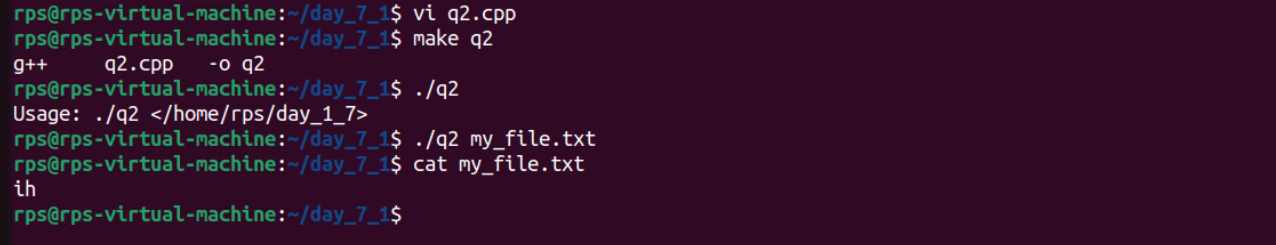 rps@rps-virtual-machine:~/day_7_1$ vi q2.cpp
rps@rps-virtual-machine:~/day_7_1$ make q2
g++     q2.cpp   -o q2
rps@rps-virtual-machine:~/day_7_1$ ./q2
Usage: ./q2 </home/rps/day_1_7>
rps@rps-virtual-machine:~/day_7_1$ ./q2 my_file.txt
rps@rps-virtual-machine:~/day_7_1$ cat my_file.txt
ih
rps@rps-virtual-machine:~/day_7_1$